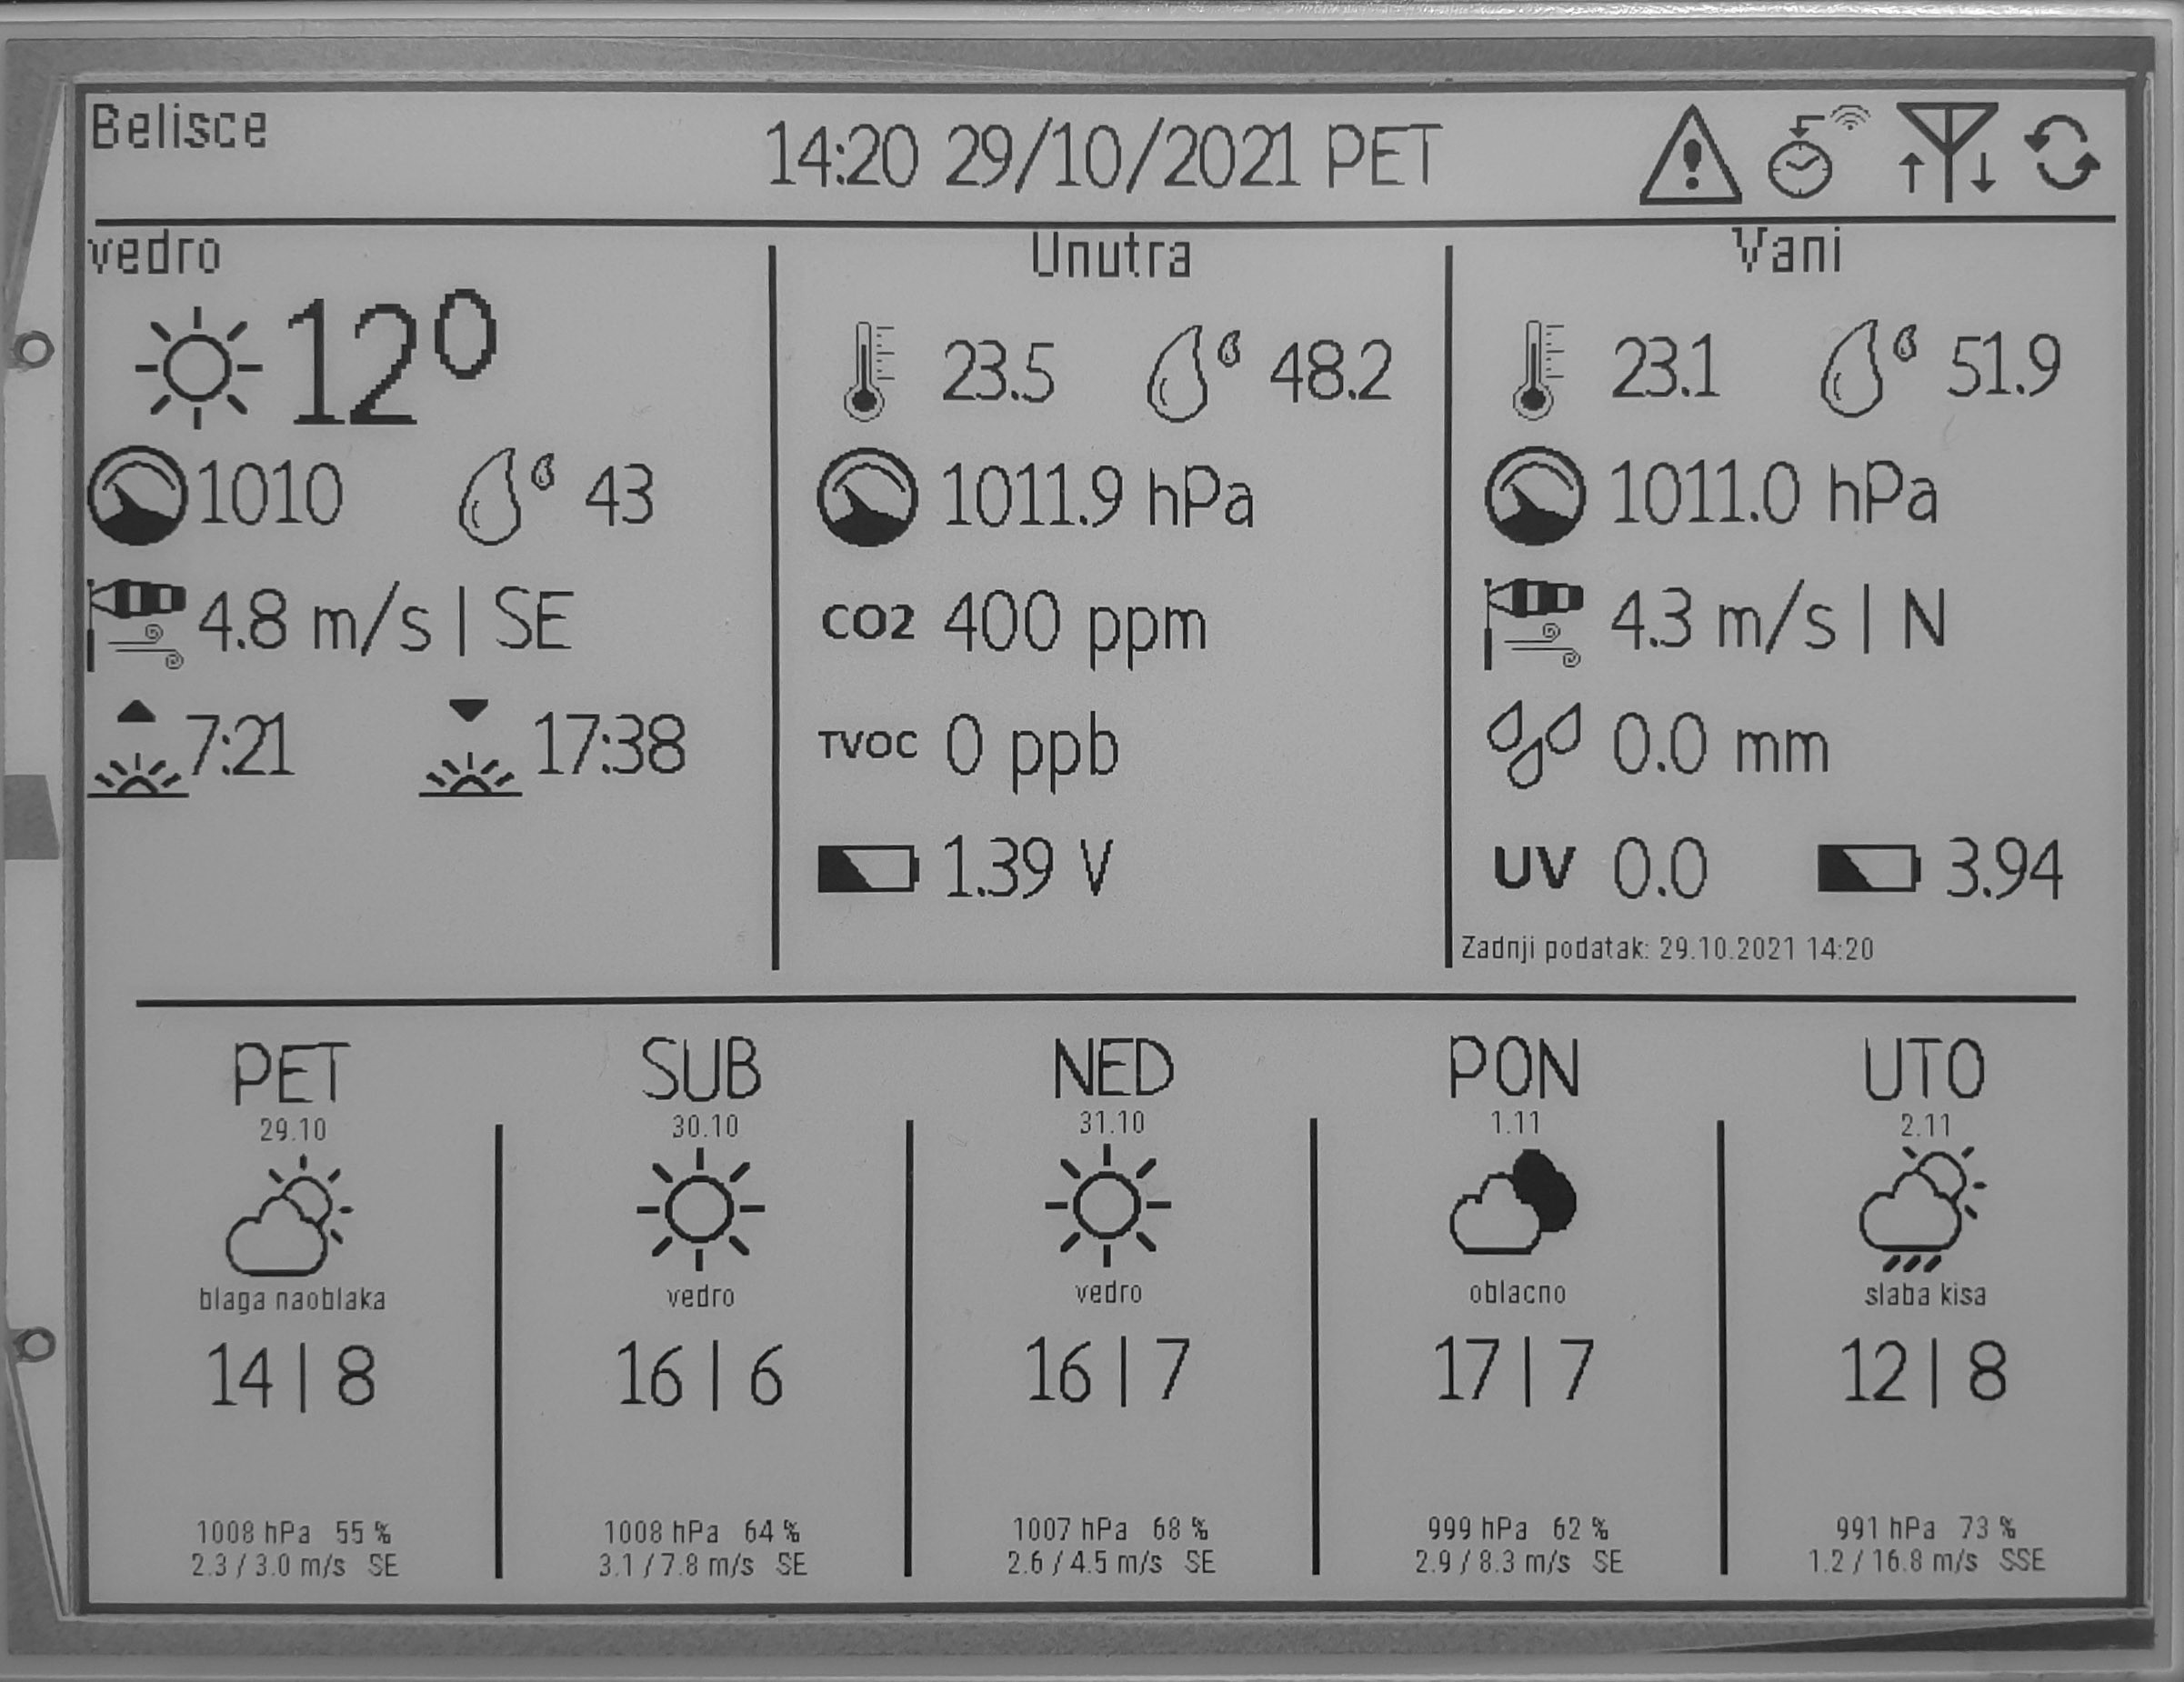 Belisce
14:20 29/10/2021 PET
vedro
12°
1010 43
4.8 m/s | SE
7:21 17:38
Unutra
23.5 48.2
1011.9 hPa
CO2 400 ppm
TVOC 0 ppb
1.39 V
Vani
23.1 51.9
1011.0 hPa
4.3 m/s | N
0.0 mm
UV 0.0 3.94
Zadnji podatak: 29.10.2021 14:20
PET
29.10
blaga naoblaka
14 | 8
1008 hPa 55 %
2.3 / 3.0 m/s SE
SUB
30.10
vedro
16 | 6
1008 hPa 64 %
3.1 / 7.8 m/s SE
NED
31.10
vedro
16 | 7
1007 hPa 68 %
2.6 / 4.5 m/s SE
PON
1.11
oblacno
17 | 7
999 hPa 62 %
2.9 / 8.3 m/s SE
UTO
2.11
slaba kisa
12 | 8
991 hPa 73 %
1.2 / 16.8 m/s SSE